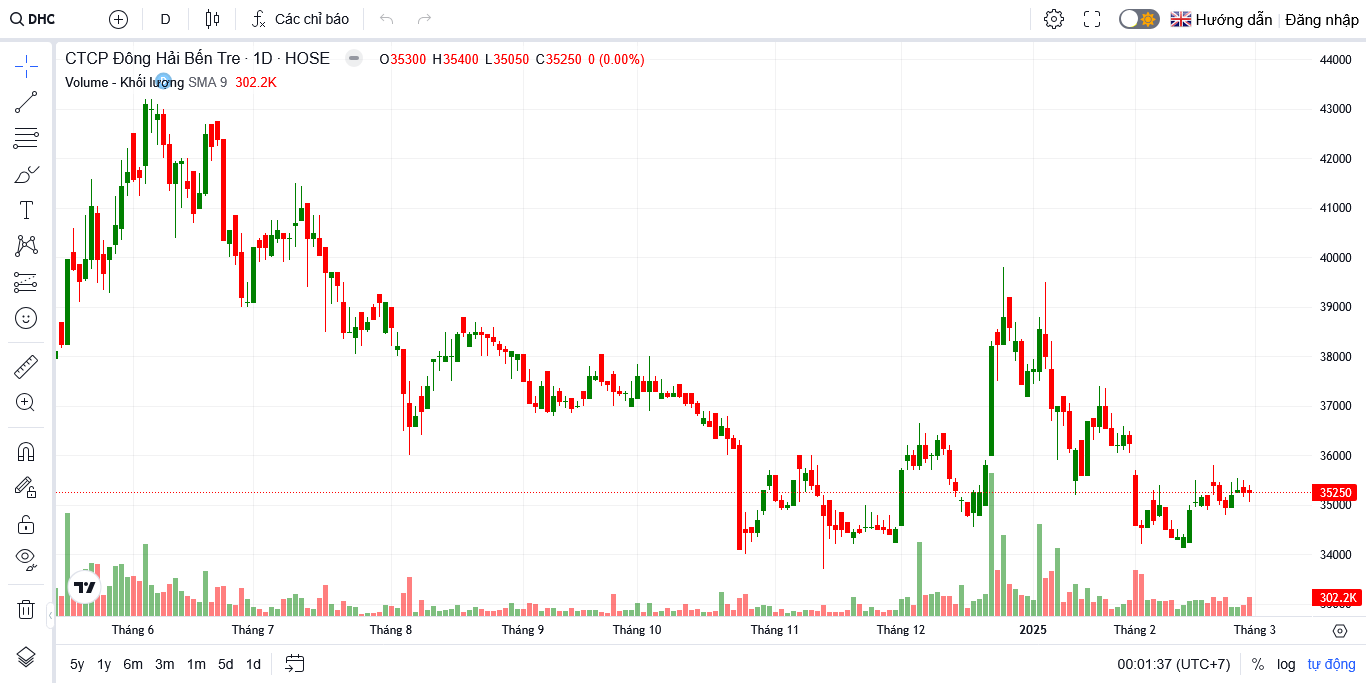 DHC D Các chỉ báo Hướng dẫn Đăng nhập
CTCP Đông Hải Bến Tre · 1D · HOSE O35300 H35400 L35050 C35250 0 (0.00%)
Volume - Khối lượng SMA 9 302.2K
44000
43000
42000
41000
40000
39000
38000
37000
36000
35250
35000
34000
302.2K
Tháng 6 Tháng 7 Tháng 8 Tháng 9 Tháng 10 Tháng 11 Tháng 12 2025 Tháng 2 Tháng 3
5y 1y 6m 3m 1m 5d 1d 00:01:37 (UTC+7) % log tự động